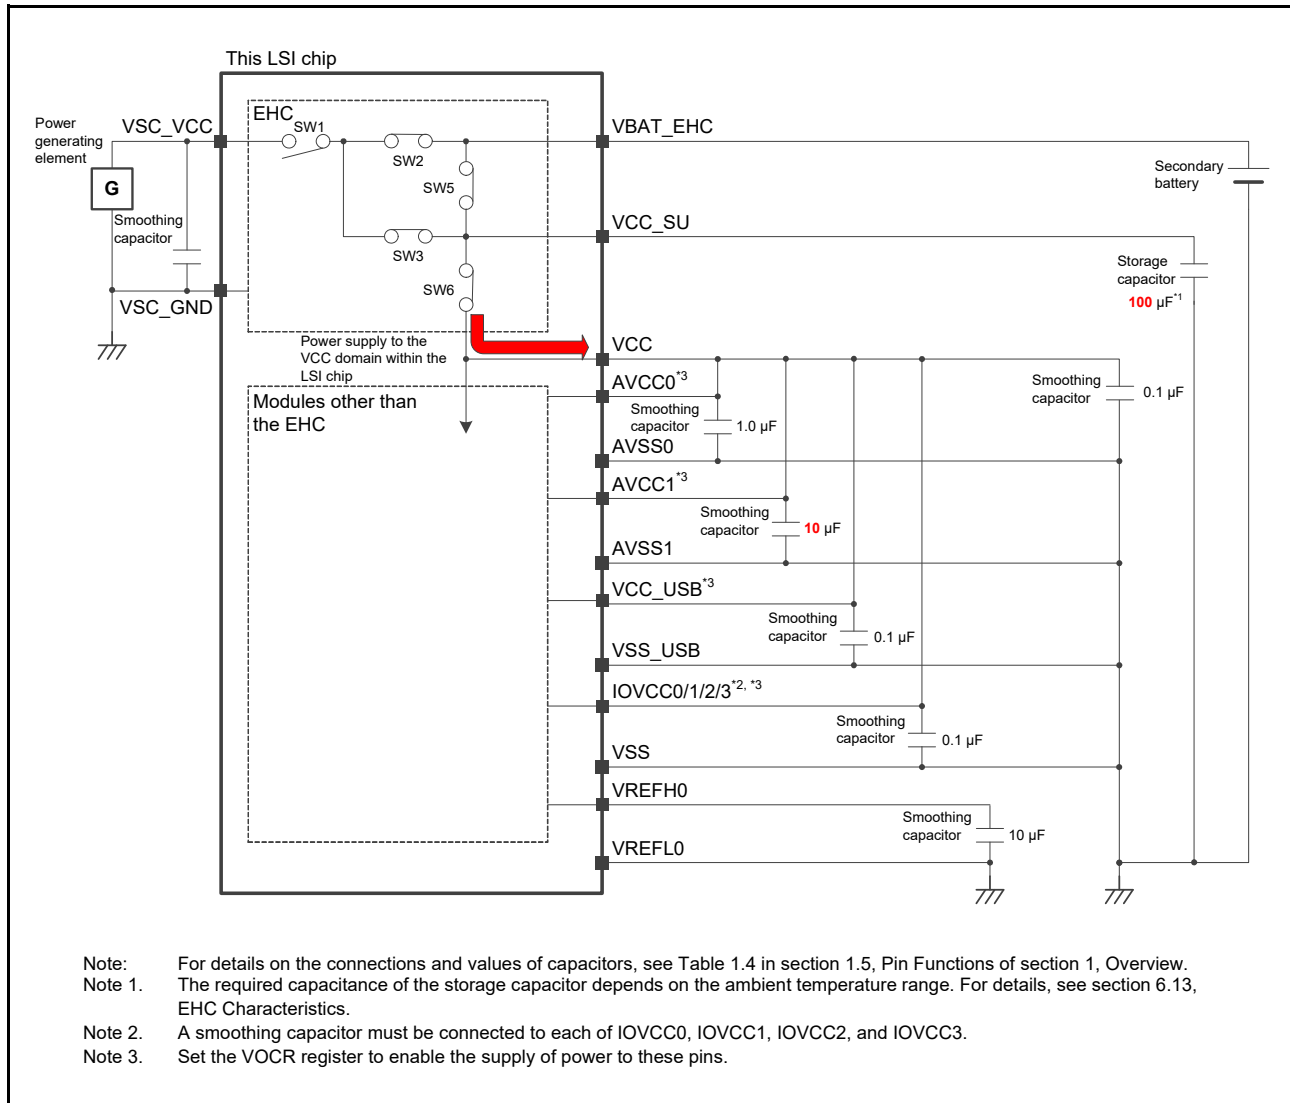 This LSI chip
Power
generating
element
VSC_VCC
EHC
SW1
VBAT_EHC
SW2
Secondary
battery
G
SW5
Smoothing
capacitor
VCC_SU
SW3
Storage
capacitor
100 µF*1
SW6
VSC_GND
Power supply to the
VCC domain within the
LSI chip
VCC
AVCC0*3
Smoothing
capacitor
0.1 µF
Modules other than
the EHC
Smoothing
capacitor
1.0 µF
AVSS0
AVCC1*3
Smoothing
capacitor
10 µF
AVSS1
VCC_USB*3
Smoothing
capacitor
0.1 µF
VSS_USB
IOVCC0/1/2/3*2, *3
Smoothing
capacitor
0.1 µF
VSS
VREFH0
Smoothing
capacitor
10 µF
VREFL0
Note: For details on the connections and values of capacitors, see Table 1.4 in section 1.5, Pin Functions of section 1, Overview.
Note 1. The required capacitance of the storage capacitor depends on the ambient temperature range. For details, see section 6.13,
EHC Characteristics.
Note 2. A smoothing capacitor must be connected to each of IOVCC0, IOVCC1, IOVCC2, and IOVCC3.
Note 3. Set the VOCR register to enable the supply of power to these pins.